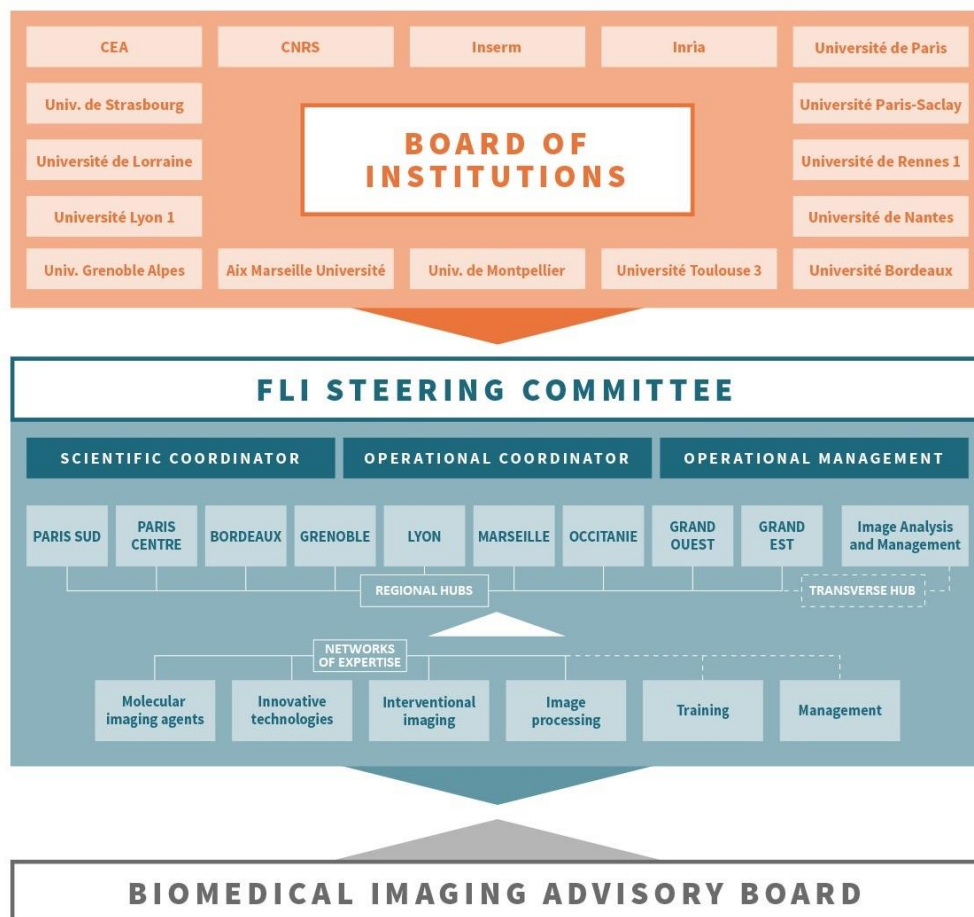 CEA
CNRS
Inserm
Inria
Université de Paris
Univ. de Strasbourg
Université Paris-Saclay
BOARD OF
INSTITUTIONS
Université de Lorraine
Université de Rennes 1
Université Lyon 1
Université de Nantes
Univ. Grenoble Alpes
Aix Marseille Université
Univ. de Montpellier
Université Toulouse 3
Université Bordeaux
FLI STEERING COMMITTEE
SCIENTIFIC COORDINATOR
OPERATIONAL COORDINATOR
OPERATIONAL MANAGEMENT
PARIS SUD
PARIS
CENTRE
BORDEAUX
GRENOBLE
LYON
MARSEILLE
OCCITANIE
GRAND
OUEST
GRAND
EST
Image Analysis
and Management
REGIONAL HUBS
TRANSVERSE HUB
NETWORKS
OF EXPERTISE
Molecular
imaging agents
Innovative
technologies
Interventional
imaging
Image
processing
Training
Management
BIOMEDICAL IMAGING ADVISORY BOARD